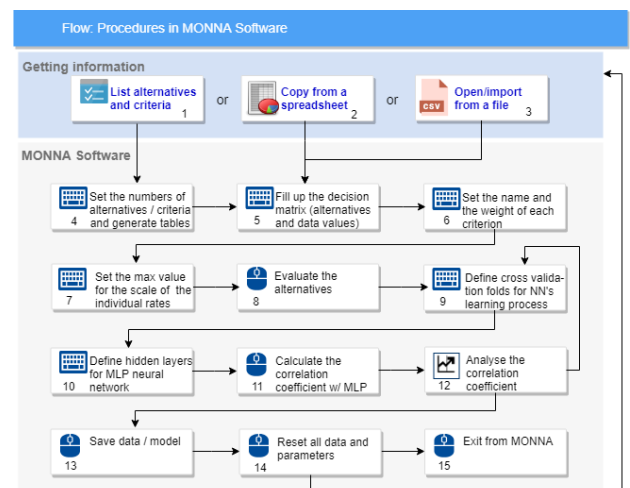 Flow: Procedures in MONNA Software
Getting information
List alternatives
and criteria
1
or
Copy from a
spreadsheet
2
or
CSV
Open/import
from a file
3
MONNA Software
Set the numbers of
alternatives / criteria
and generate tables
4
Fill up the decision
matrix (alternatives
and data values)
5
Set the name and
the weight of each
criterion
6
Set the max value
for the scale of the
individual rates
7
Evaluate the
alternatives
8
Define cross valida-
tion folds for NN's
learning process
9
Define hidden layers
for MLP neural
network
10
Calculate the
correlation
coefficient w/ MLP
11
Analyse the
correlation
coefficient
12
Save data / model
13
Reset all data and
parameters
14
Exit from MONNA
15